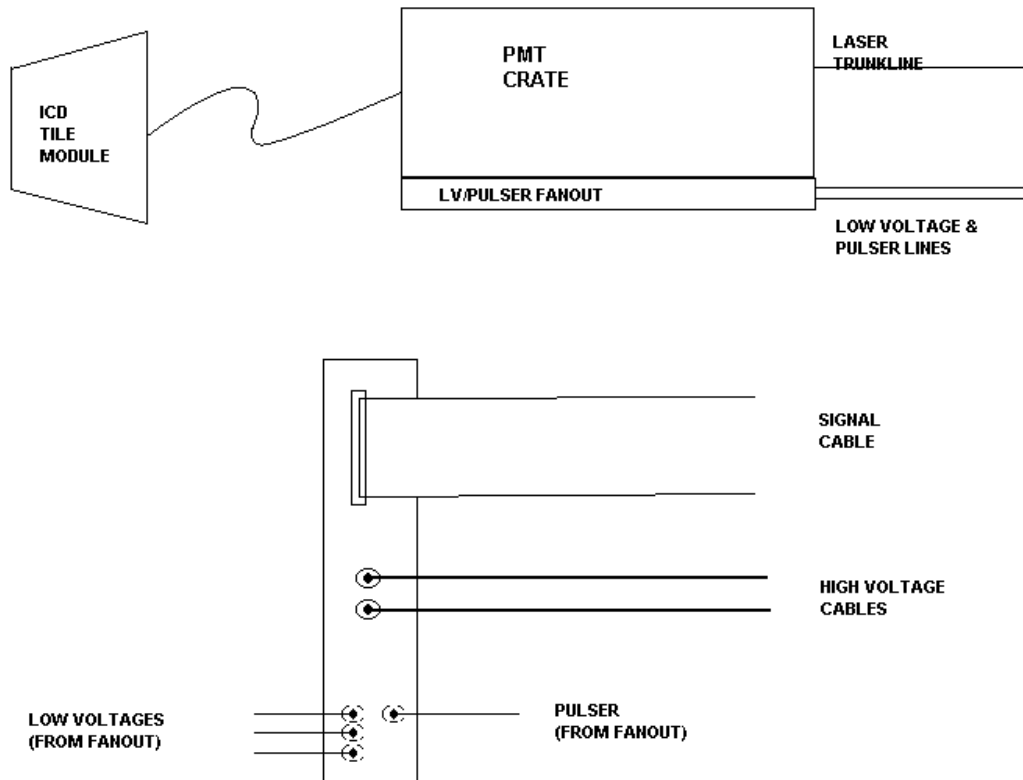 PMT
CRATE
LASER
TRUNKLINE
ICD
TILE
MODULE
LV/PULSER FANOUT
LOW VOLTAGE &
PULSER LINES
SIGNAL
CABLE
HIGH VOLTAGE
CABLES
LOW VOLTAGES
(FROM FANOUT)
PULSER
(FROM FANOUT)